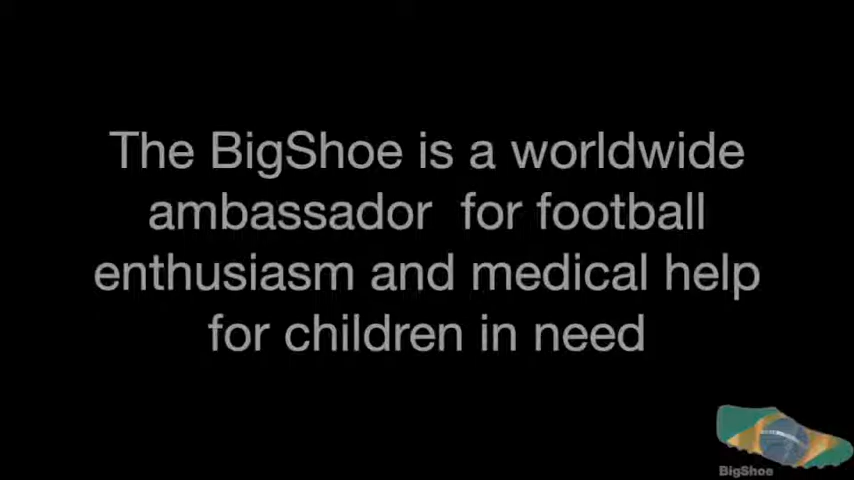 The BigShoe is a worldwide
ambassador for football
enthusiasm and medical help
for children in need
BigShoe